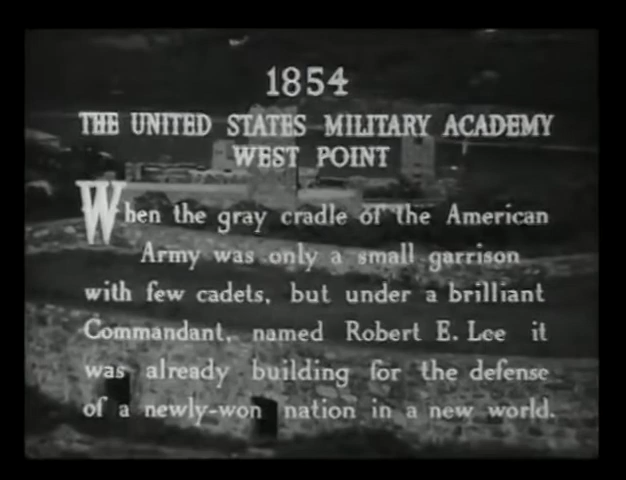 1854
THE UNITED STATES MILITARY ACADEMY
WEST POINT
When the gray cradle of the American
Army was only a small garrison
with few cadets, but under a brilliant
Commandant, named Robert E. Lee it
was already building for the defense
of a newly-won nation in a new world.